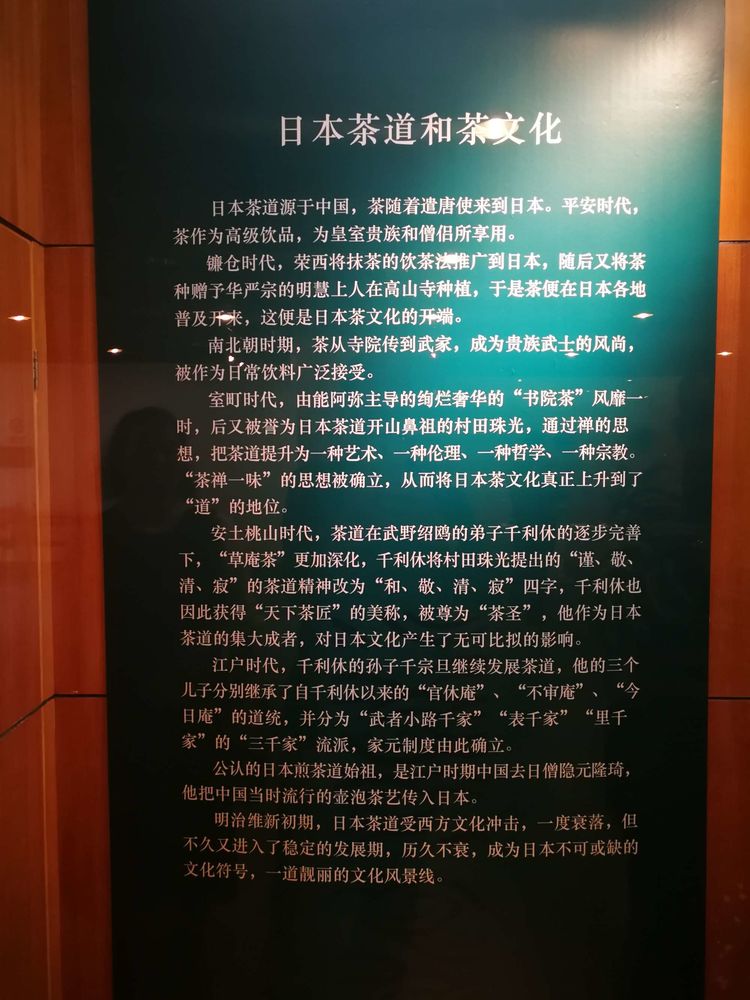 日本茶道和茶文化
日本茶道源于中国，茶随着遣唐使来到日本。平安时代，
茶作为高级饮品，为皇室贵族和僧侣所享用。
镰仓时代，荣西将抹茶的饮茶法推广到日本，随后又将茶
种赠予华严宗的明慧上人在高山寺种植，于是茶便在日本各地
普及开来，这便是日本茶文化的开端。
南北朝时期，茶从寺院传到武家，成为贵族武士的风尚，
被作为日常饮料广泛接受。
室町时代，由能阿弥主导的绚烂奢华的“书院茶”风靡一
时，后又被誉为日本茶道开山鼻祖的村田珠光，通过禅的思
想，把茶道提升为一种艺术、一种伦理、一种哲学、一种宗教。
“茶禅一味”的思想被确立，从而将日本茶文化真正上升到了
“道”的地位。
安土桃山时代，茶道在武野绍鸥的弟子千利休的逐步完善
下，“草庵茶”更加深化，千利休将村田珠光提出的“谨、敬、
清、寂”的茶道精神改为“和、敬、清、寂”四字，千利休也
因此获得“天下茶匠”的美称，被尊为“茶圣”，他作为日本
茶道的集大成者，对日本文化产生了无可比拟的影响。
江户时代，千利休的孙子千宗旦继续发展茶道，他的三个
儿子分别继承了自千利休以来的“官休庵”、“不审庵”、“今
日庵”的道统，并分为“武者小路千家”“表千家”“里千
家”的“三千家”流派，家元制度由此确立。
公认的日本煎茶道始祖，是江户时期中国去日僧隐元隆琦，
他把中国当时流行的壶泡茶艺传入日本。
明治维新初期，日本茶道受西方文化冲击，一度衰落，但
不久又进入了稳定的发展期，历久不衰，成为日本不可或缺的
文化符号，一道靓丽的文化风景线。